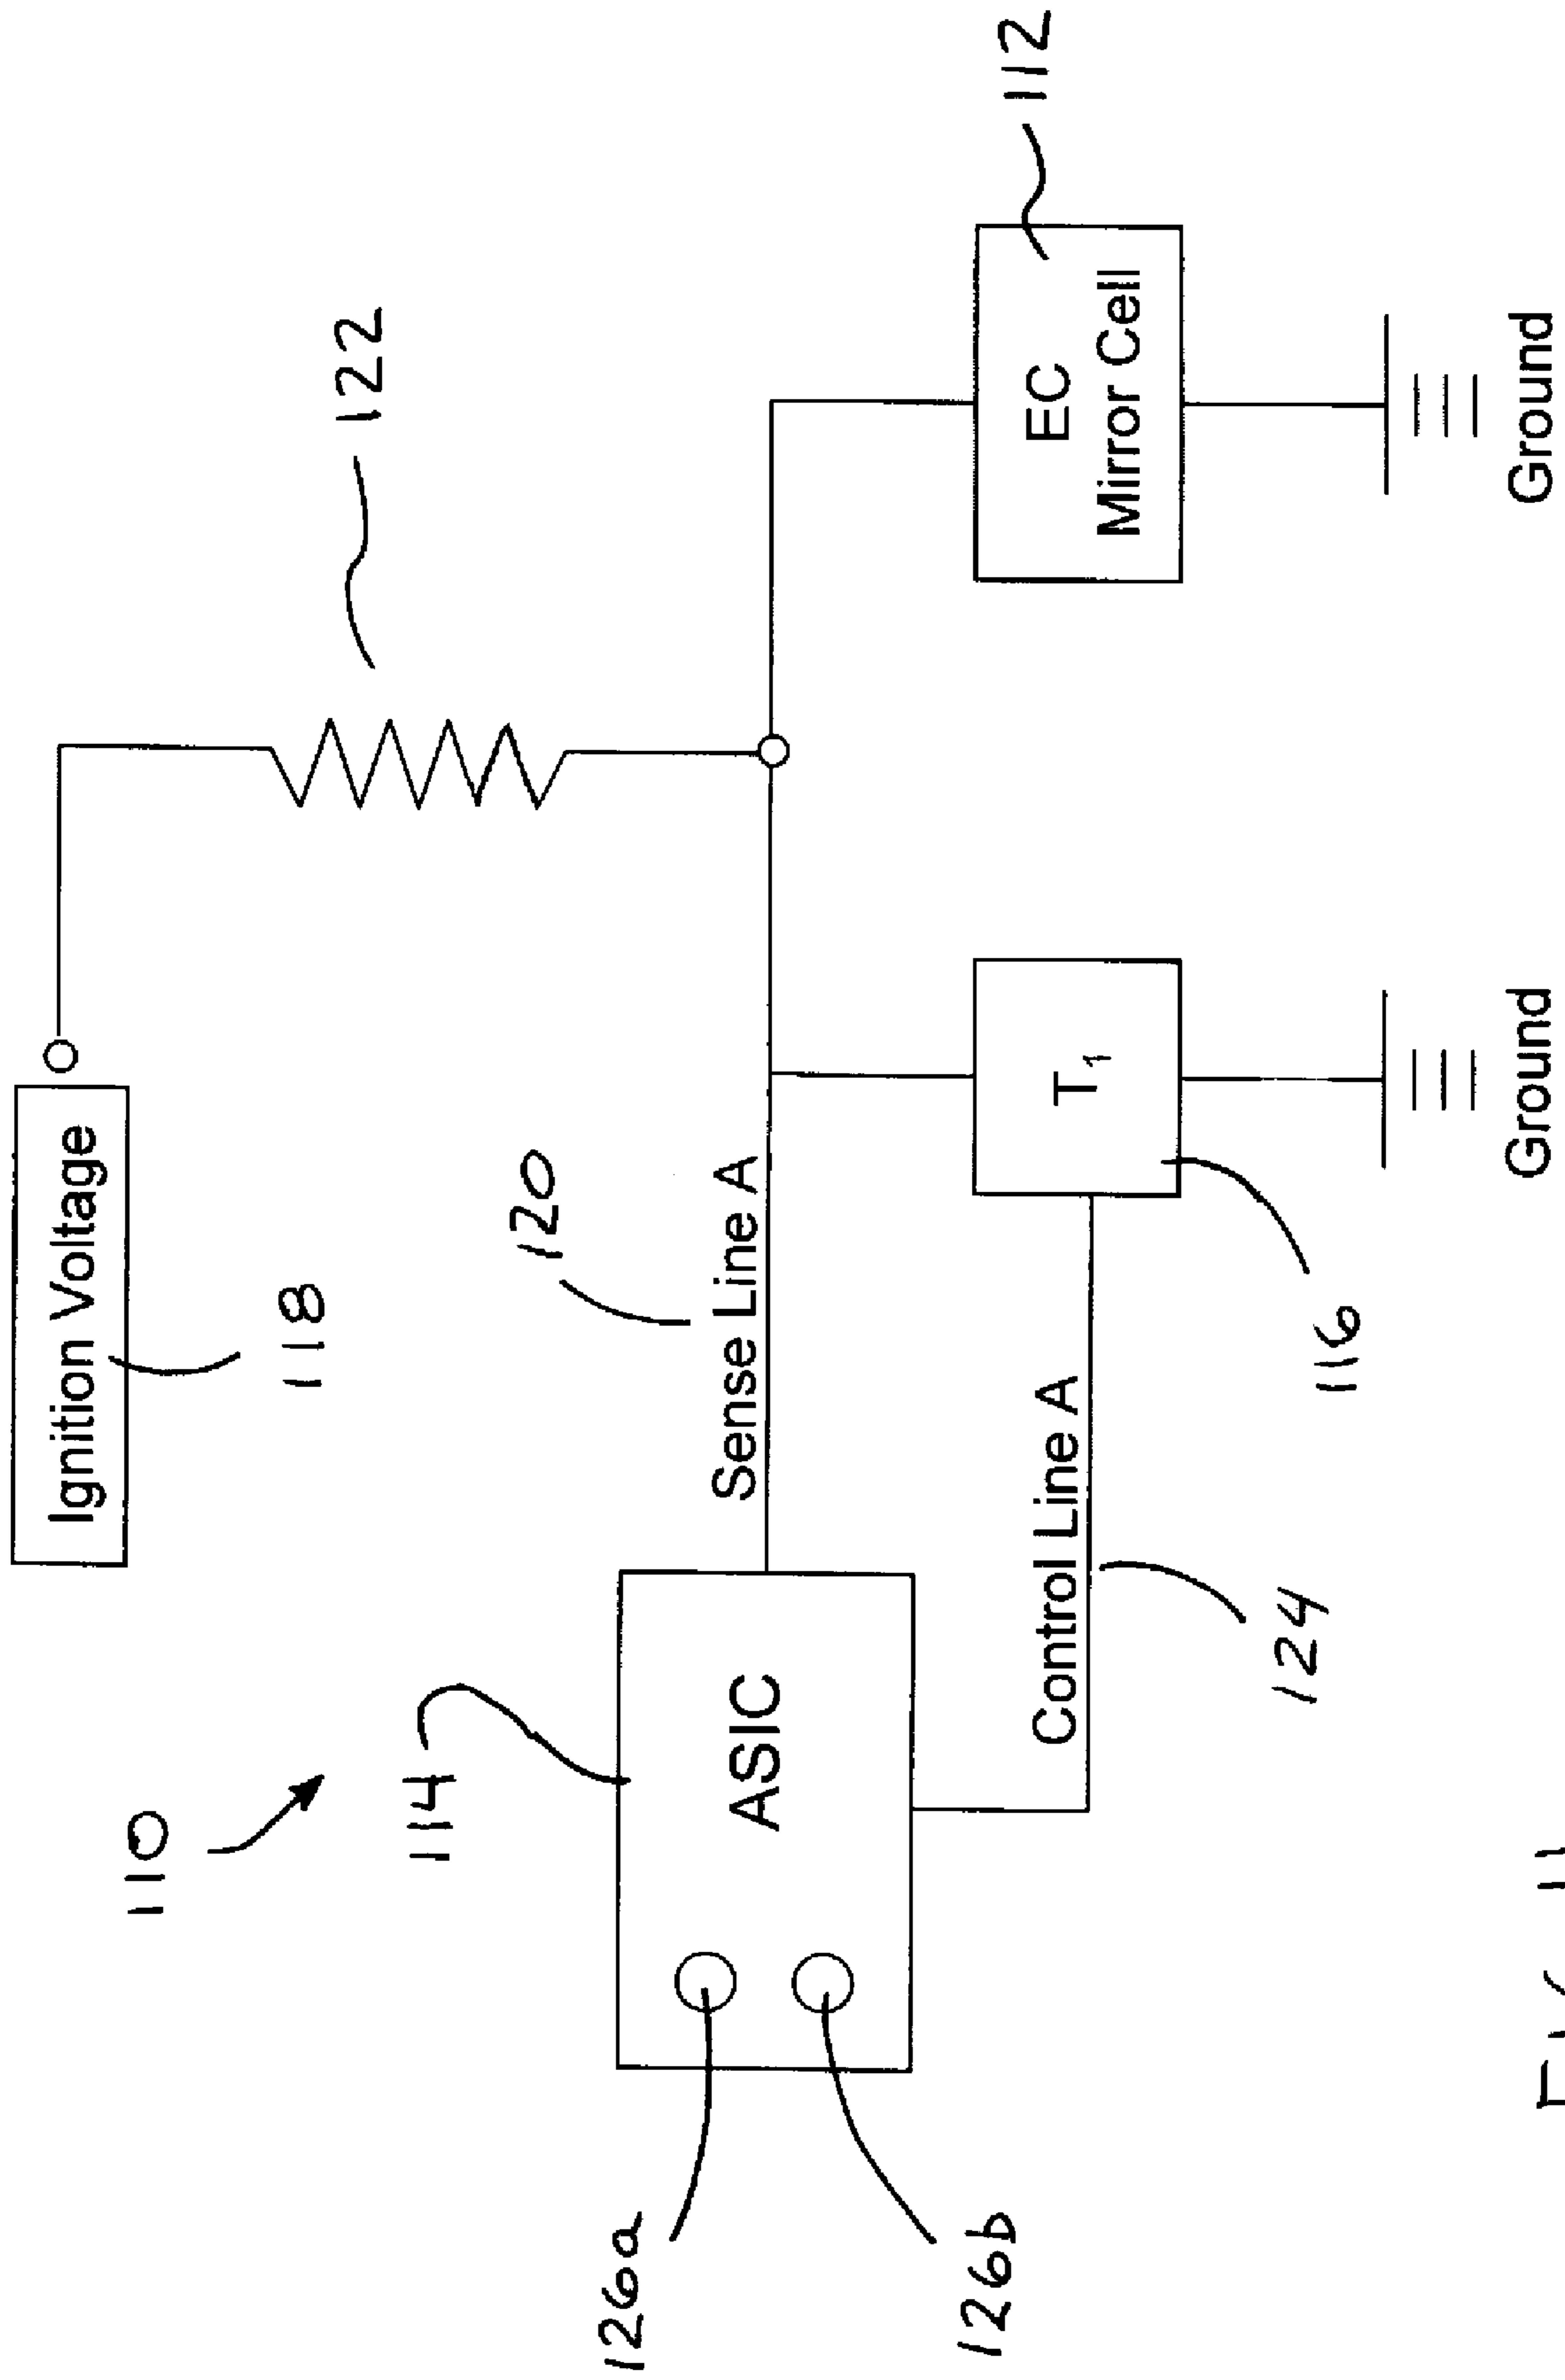 Ignition Voltage
118
110
122
114
120
Sense Line A
ASIC
126a
126b
Control Line A
124
T1
116
EC
Mirror Cell
112
Ground
Ground